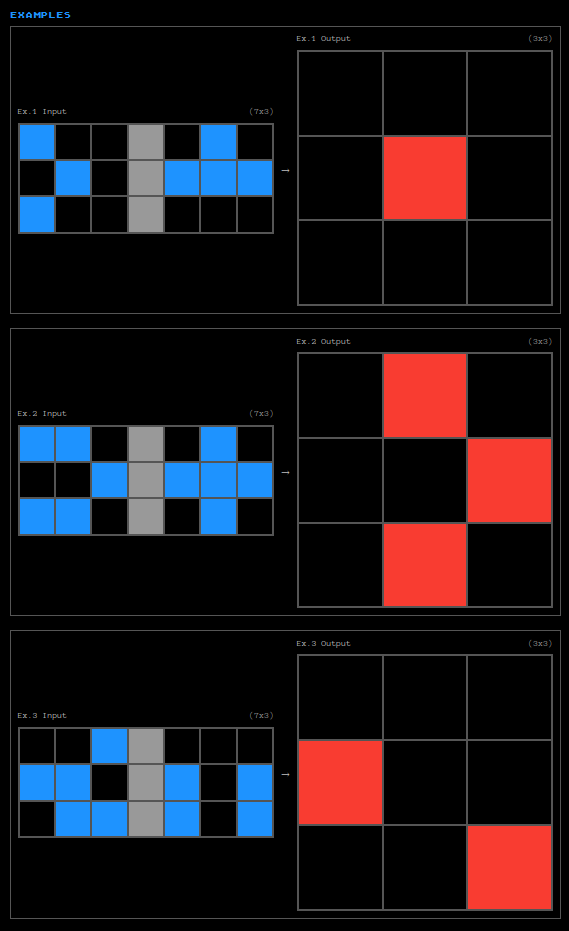 EXAMPLES
Ex.1 Output (3x3)
Ex.1 Input (7x3)
→
Ex.2 Output (3x3)
Ex.2 Input (7x3)
→
Ex.3 Output (3x3)
Ex.3 Input (7x3)
→